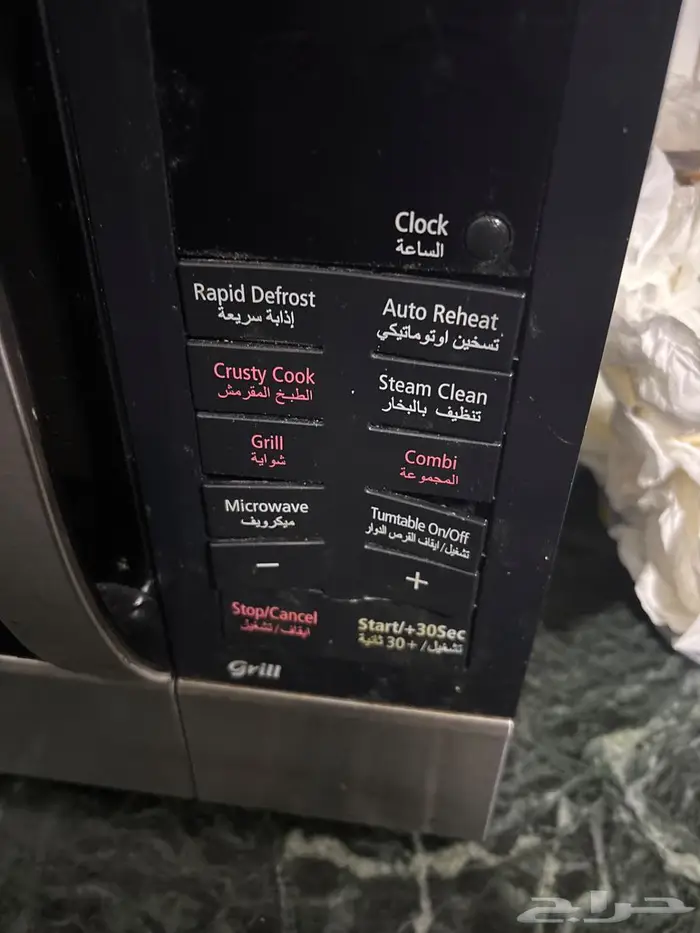 Clock
الساعة
Rapid Defrost
إذابة سريعة
Auto Reheat
تسخين اوتوماتيكي
Crusty Cook
الطبخ المقرمش
Steam Clean
تنظيف بالبخار
Grill
شواية
Combi
المجموعة
Microwave
ميكرويف
Turntable On/Off
تشغيل/ايقاف القرص الدوار
−
+
Stop/Cancel
ايقاف/تشغيل
Start/+30Sec
تشغيل/+30 ثانية
Grill
حراج